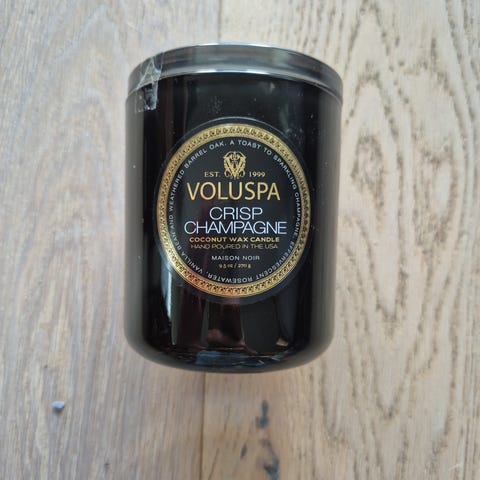 EST. 1999
VOLUSPA
CRISP
CHAMPAGNE
COCONUT WAX CANDLE
HAND POURED IN THE USA
MAISON NOIR
9.5 oz / 270 g
A TOAST TO SPARKLING CHAMPAGNE, EFFERVESCENT ROSEWATER, VANILLA BEAN AND WEATHERED BARREL OAK.